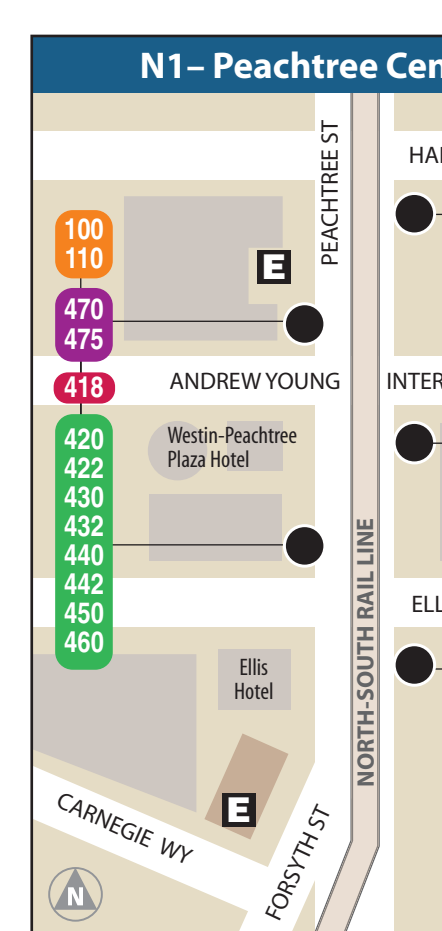 N1– Peachtree Cen
PEACHTREE ST
HA
100
110
E
470
475
418
ANDREW YOUNG
INTER
420
422
430
432
440
442
450
460
Westin-Peachtree
Plaza Hotel
NORTH-SOUTH RAIL LINE
ELL
Ellis
Hotel
E
CARNEGIE WY
FORSYTH ST
N